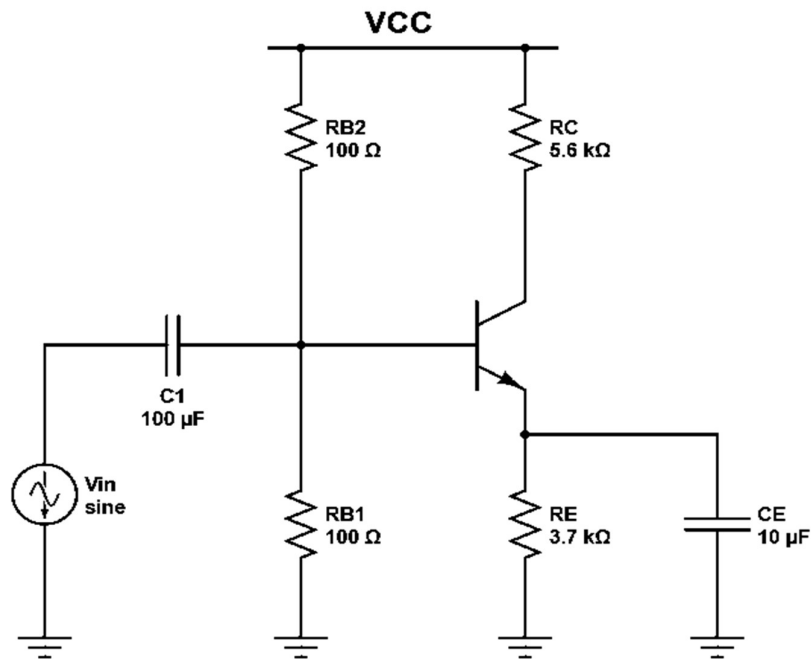 VCC
RB2
100 Ω
RC
5.6 kΩ
C1
100 µF
Vin
sine
RB1
100 Ω
RE
3.7 kΩ
CE
10 µF